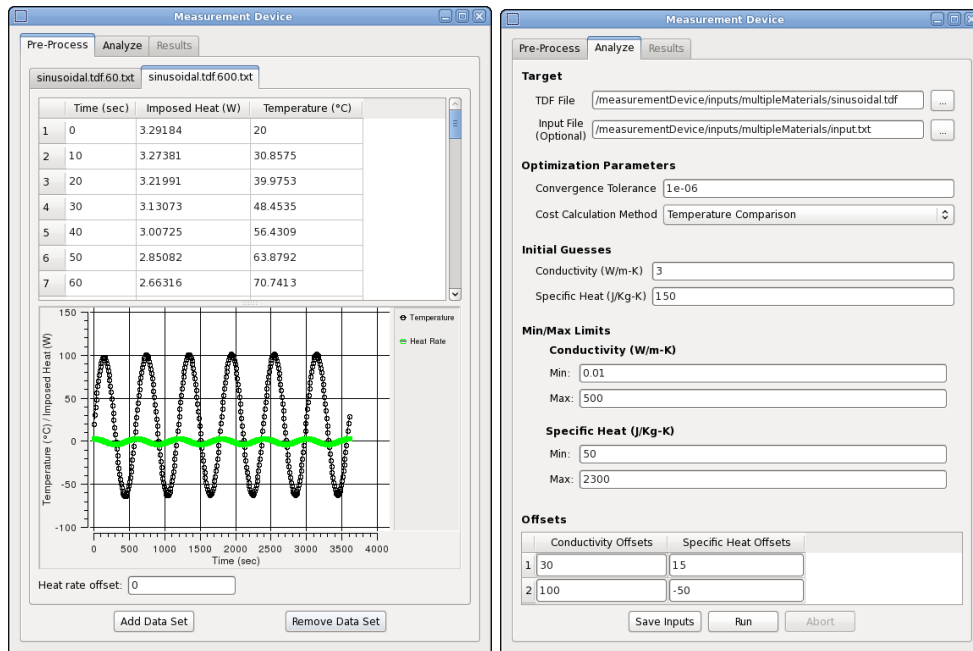 Measurement Device
Pre-Process Analyze Results
sinusoidal.tdf.60.txt sinusoidal.tdf.600.txt
Time (sec) Imposed Heat (W) Temperature (°C)
1 0 3.29184 20
2 10 3.27381 30.8575
3 20 3.21991 39.9753
4 30 3.13073 48.4535
5 40 3.00725 56.4309
6 50 2.85082 63.8792
7 60 2.66316 70.7413
Temperature (°C) / Imposed Heat (W)
150
100
50
0
-50
-100
0 500 1000 1500 2000 2500 3000 3500 4000
Time (sec)
Temperature
Heat Rate
Heat rate offset: 0
Add Data Set Remove Data Set
Measurement Device
Pre-Process Analyze Results
Target
TDF File /measurementDevice/inputs/multipleMaterials/sinusoidal.tdf ...
Input File
(Optional) /measurementDevice/inputs/multipleMaterials/input.txt ...
Optimization Parameters
Convergence Tolerance 1e-06
Cost Calculation Method Temperature Comparison
Initial Guesses
Conductivity (W/m-K) 3
Specific Heat (J/Kg-K) 150
Min/Max Limits
Conductivity (W/m-K)
Min: 0.01
Max: 500
Specific Heat (J/Kg-K)
Min: 50
Max: 2300
Offsets
Conductivity Offsets Specific Heat Offsets
1 30 15
2 100 -50
Save Inputs Run Abort